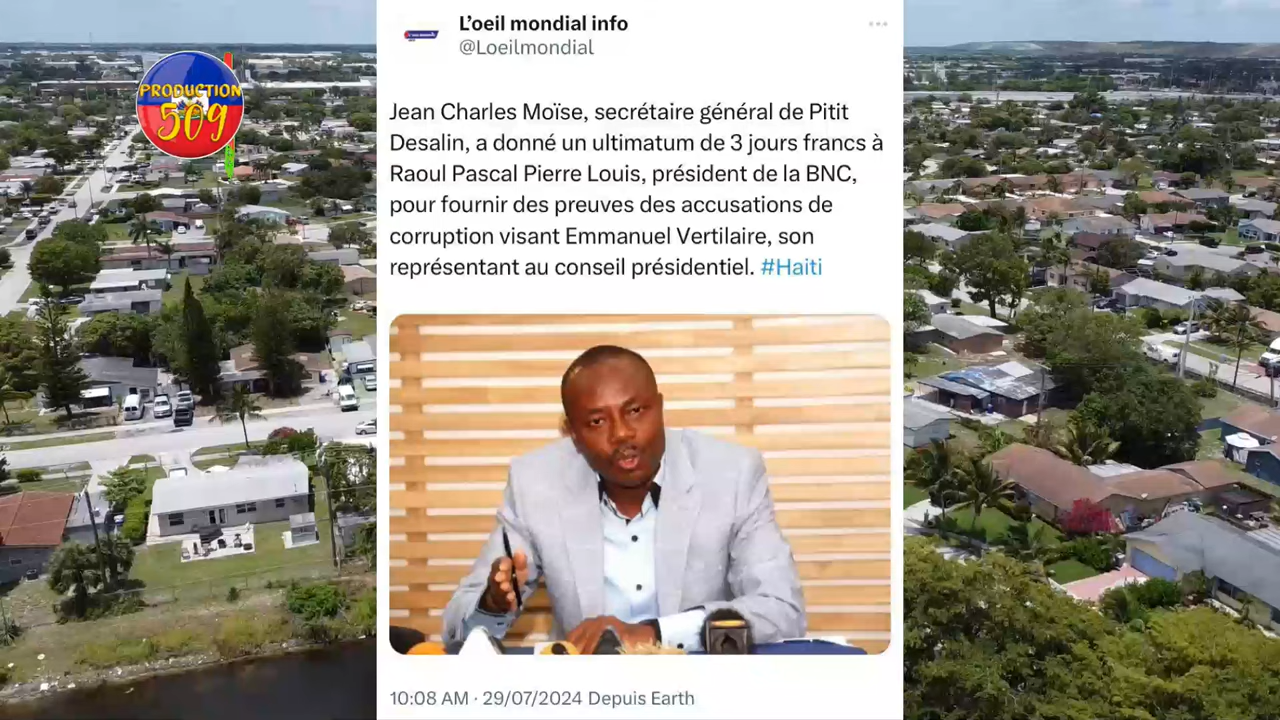 PRODUCTION
509
L'oeil mondial info
@Loeilmondial
Jean Charles Moïse, secrétaire général de Pitit
Desalin, a donné un ultimatum de 3 jours francs à
Raoul Pascal Pierre Louis, président de la BNC,
pour fournir des preuves des accusations de
corruption visant Emmanuel Vertilaire, son
représentant au conseil présidentiel. #Haiti
10:08 AM · 29/07/2024 Depuis Earth